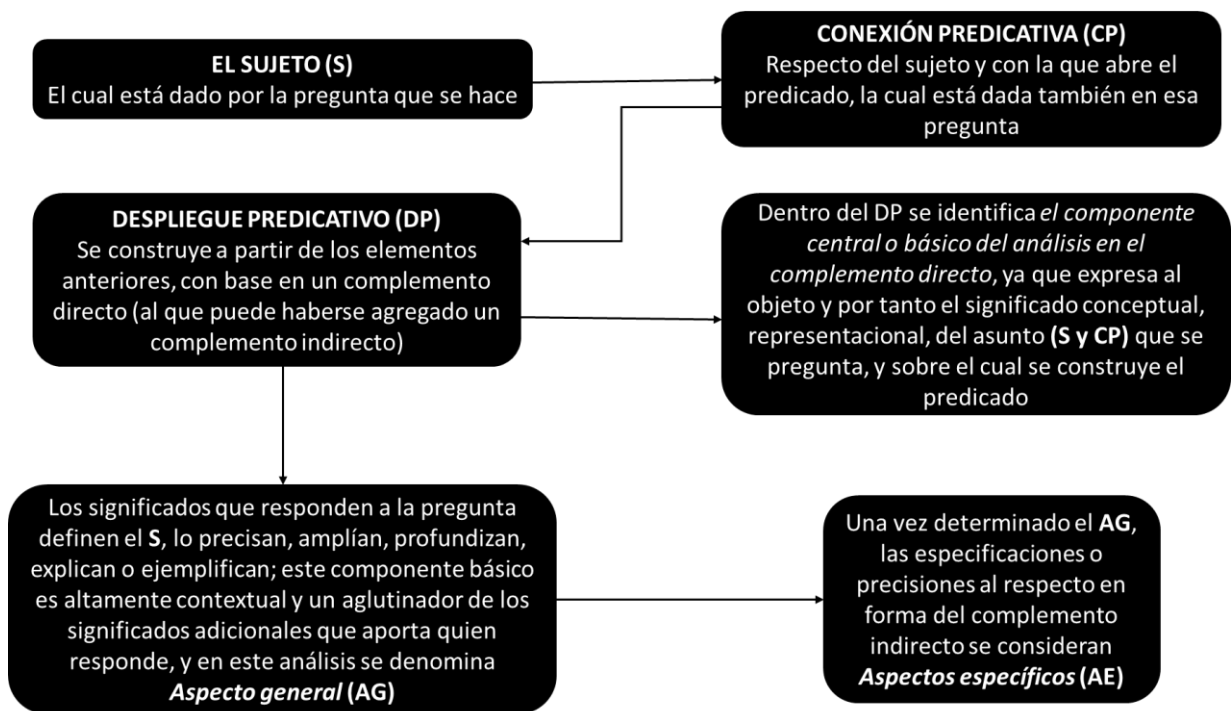 EL SUJETO (S)
El cual está dado por la pregunta que se hace
CONEXIÓN PREDICATIVA (CP)
Respecto del sujeto y con la que abre el
predicado, la cual está dada también en esa
pregunta
DESPLIEGUE PREDICATIVO (DP)
Se construye a partir de los elementos
anteriores, con base en un complemento
directo (al que puede haberse agregado un
complemento indirecto)
Dentro del DP se identifica el componente
central o básico del análisis en el
complemento directo, ya que expresa al
objeto y por tanto el significado conceptual,
representacional, del asunto (S y CP) que se
pregunta, y sobre el cual se construye el
predicado
Los significados que responden a la pregunta
definen el S, lo precisan, amplían, profundizan,
explican o ejemplifican; este componente básico
es altamente contextual y un aglutinador de los
significados adicionales que aporta quien
responde, y en este análisis se denomina
Aspecto general (AG)
Una vez determinado el AG,
las especificaciones o
precisiones al respecto en
forma del complemento
indirecto se consideran
Aspectos específicos (AE)